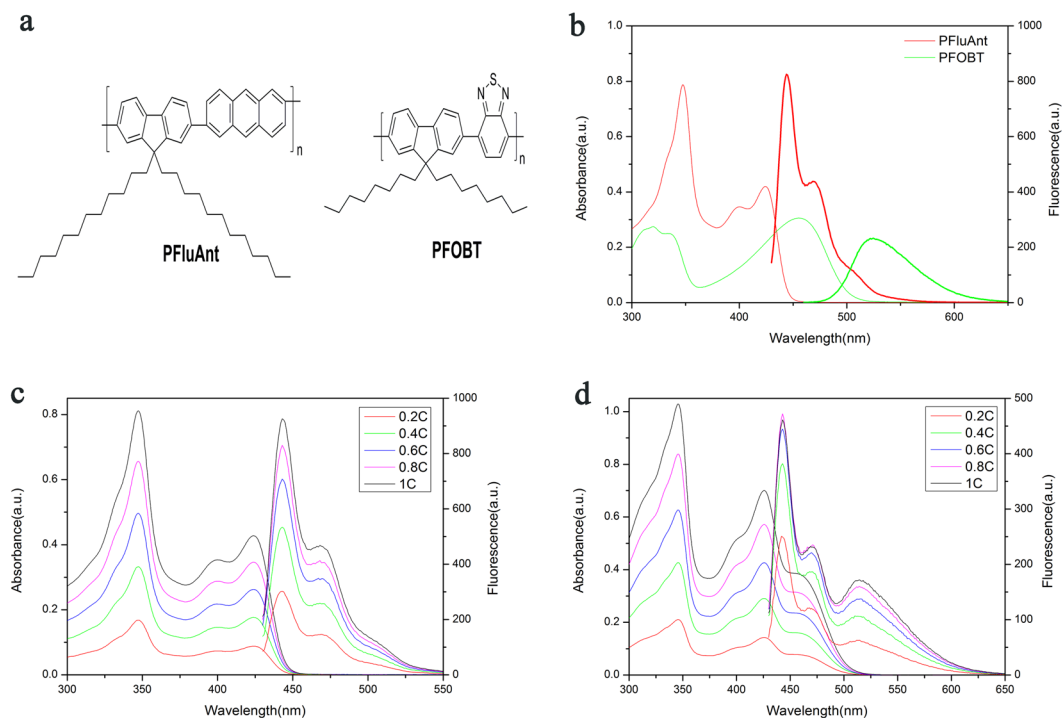 a
S
N N
n
n
PFluAnt
PFOBT
b
PFluAnt
PFOBT
Absorbance(a.u.)
1.0
0.8
0.6
0.4
0.2
0.0
300 400 500 600
Wavelength(nm)
1000
900
800
700
600
500
400
300
200
100
0
Fluorescence(a.u.)
c
0.2C
0.4C
0.6C
0.8C
1C
Absorbance(a.u.)
0.8
0.6
0.4
0.2
0.0
300 350 400 450 500 550
Wavelength(nm)
1000
800
600
400
200
0
Fluorescence(a.u.)
d
0.2C
0.4C
0.6C
0.8C
1C
Absorbance(a.u.)
1.0
0.8
0.6
0.4
0.2
0.0
300 350 400 450 500 550 600 650
Wavelength(nm)
500
400
300
200
100
0
Fluorescence(a.u.)